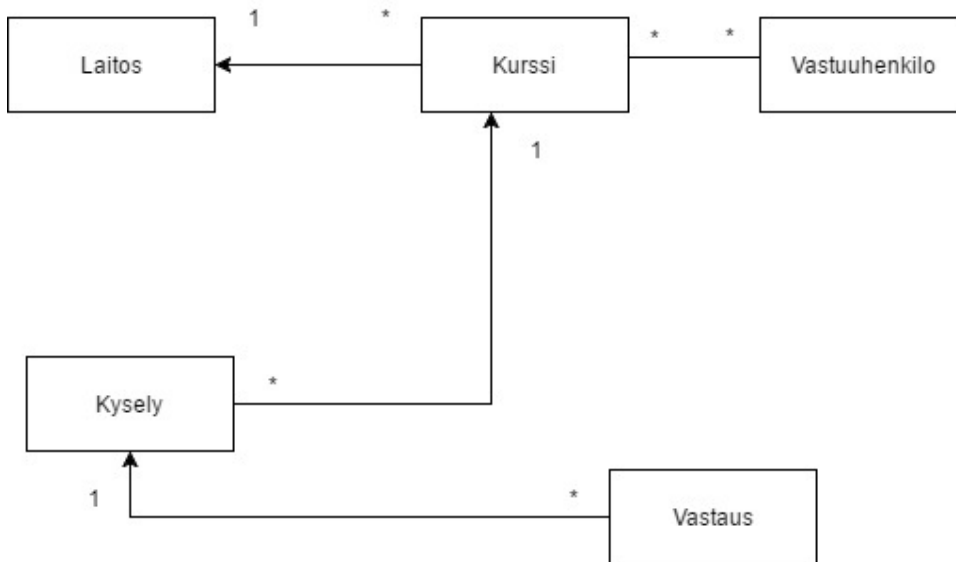 1 *
Laitos Kurssi * * Vastuuhenkilo
1
*
Kysely
1 *
Vastaus